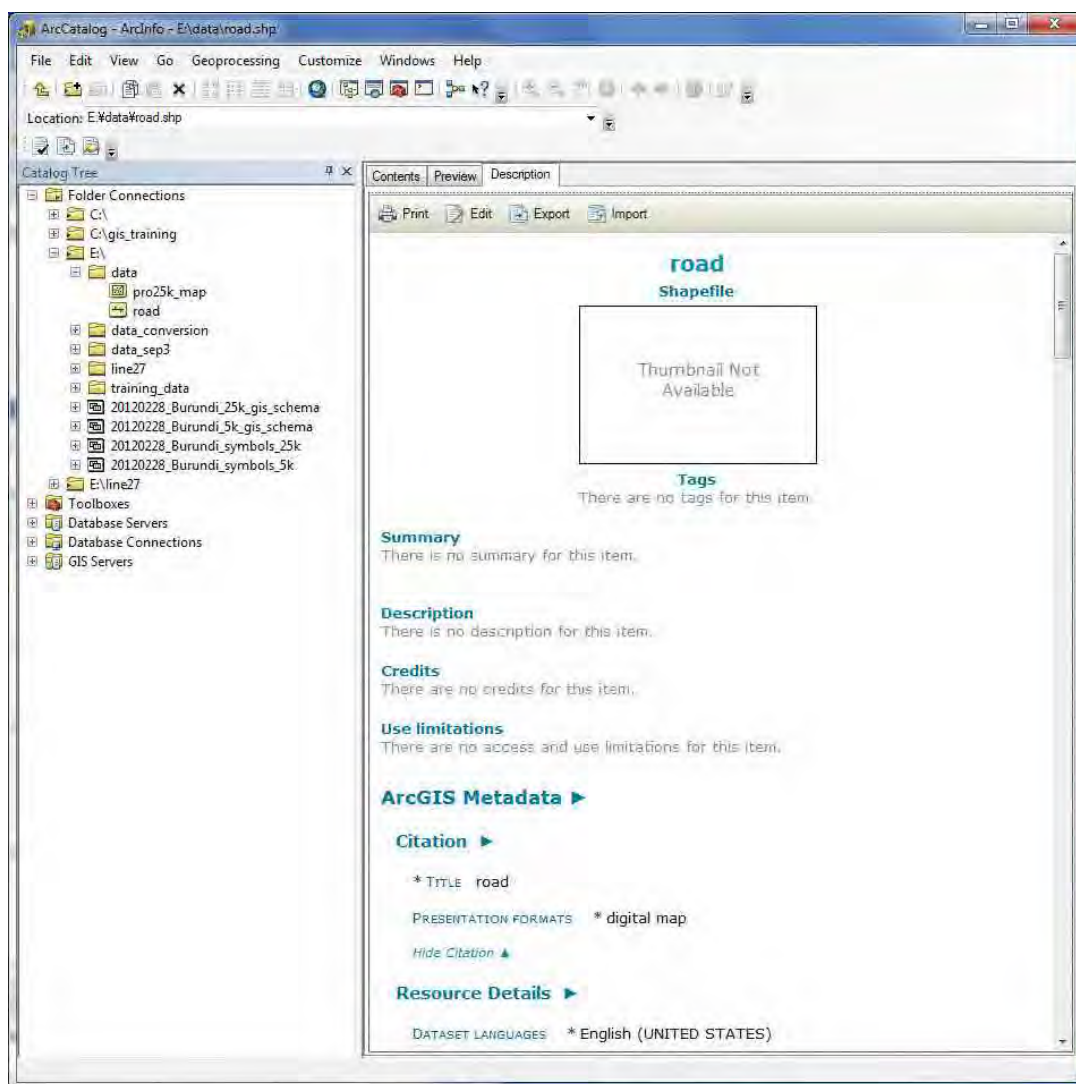 ArcCatalog - ArcInfo - E:\data\road.shp
File Edit View Go Geoprocessing Customize Windows Help
Location: E:¥data¥road.shp
Catalog Tree
Folder Connections
C:\
C:\gis_training
E:\
data
pro25k_map
road
data_conversion
data_sep3
line27
training_data
20120228_Burundi_25k_gis_schema
20120228_Burundi_5k_gis_schema
20120228_Burundi_symbols_25k
20120228_Burundi_symbols_5k
E:\line27
Toolboxes
Database Servers
Database Connections
GIS Servers
Contents Preview Description
Print Edit Export Import
road
Shapefile
Thumbnail Not
Available
Tags
There are no tags for this item.
Summary
There is no summary for this item.
Description
There is no description for this item.
Credits
There are no credits for this item.
Use limitations
There are no access and use limitations for this item.
ArcGIS Metadata ►
Citation ►
* TITLE road
PRESENTATION FORMATS * digital map
Hide Citation ▲
Resource Details ►
DATASET LANGUAGES * English (UNITED STATES)